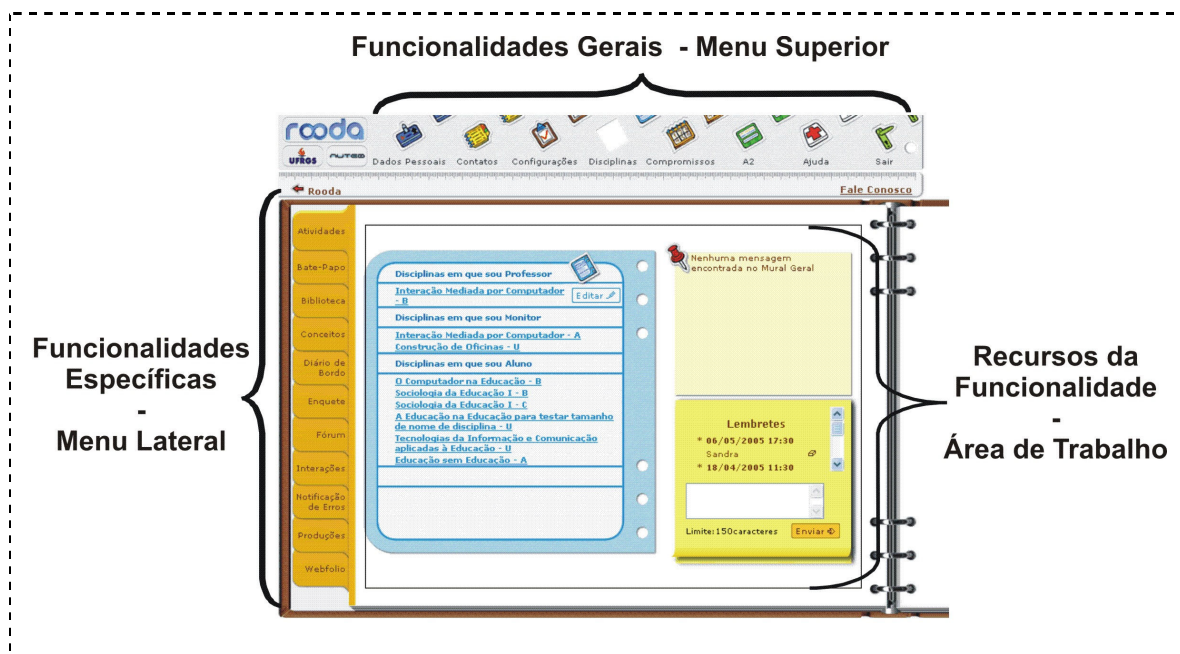 Funcionalidades Gerais - Menu Superior
rooda
UFRGS
NUTED
Dados Pessoais
Contatos
Configurações
Disciplinas
Compromissos
A2
Ajuda
Sair
Rooda
Fale Conosco
Funcionalidades
Específicas
-
Menu Lateral
Atividades
Bate-Papo
Biblioteca
Conceitos
Diário de
Bordo
Enquete
Fórum
Interações
Notificação
de Erros
Produções
Webfolio
Disciplinas em que sou Professor
Interação Mediada por Computador
- B
Editar
Disciplinas em que sou Monitor
Interação Mediada por Computador - A
Construção de Oficinas - U
Disciplinas em que sou Aluno
O Computador na Educação - B
Sociologia da Educação I - B
Sociologia da Educação I - C
A Educação na Educação para testar tamanho
de nome de disciplina - U
Tecnologias da Informação e Comunicação
aplicadas à Educação - U
Educação sem Educação - A
Nenhuma mensagem
encontrada no Mural Geral
Lembretes
* 06/05/2005 17:30
Sandra
* 18/04/2005 11:30
Limite:150caracteres
Enviar
Recursos da
Funcionalidade
-
Área de Trabalho